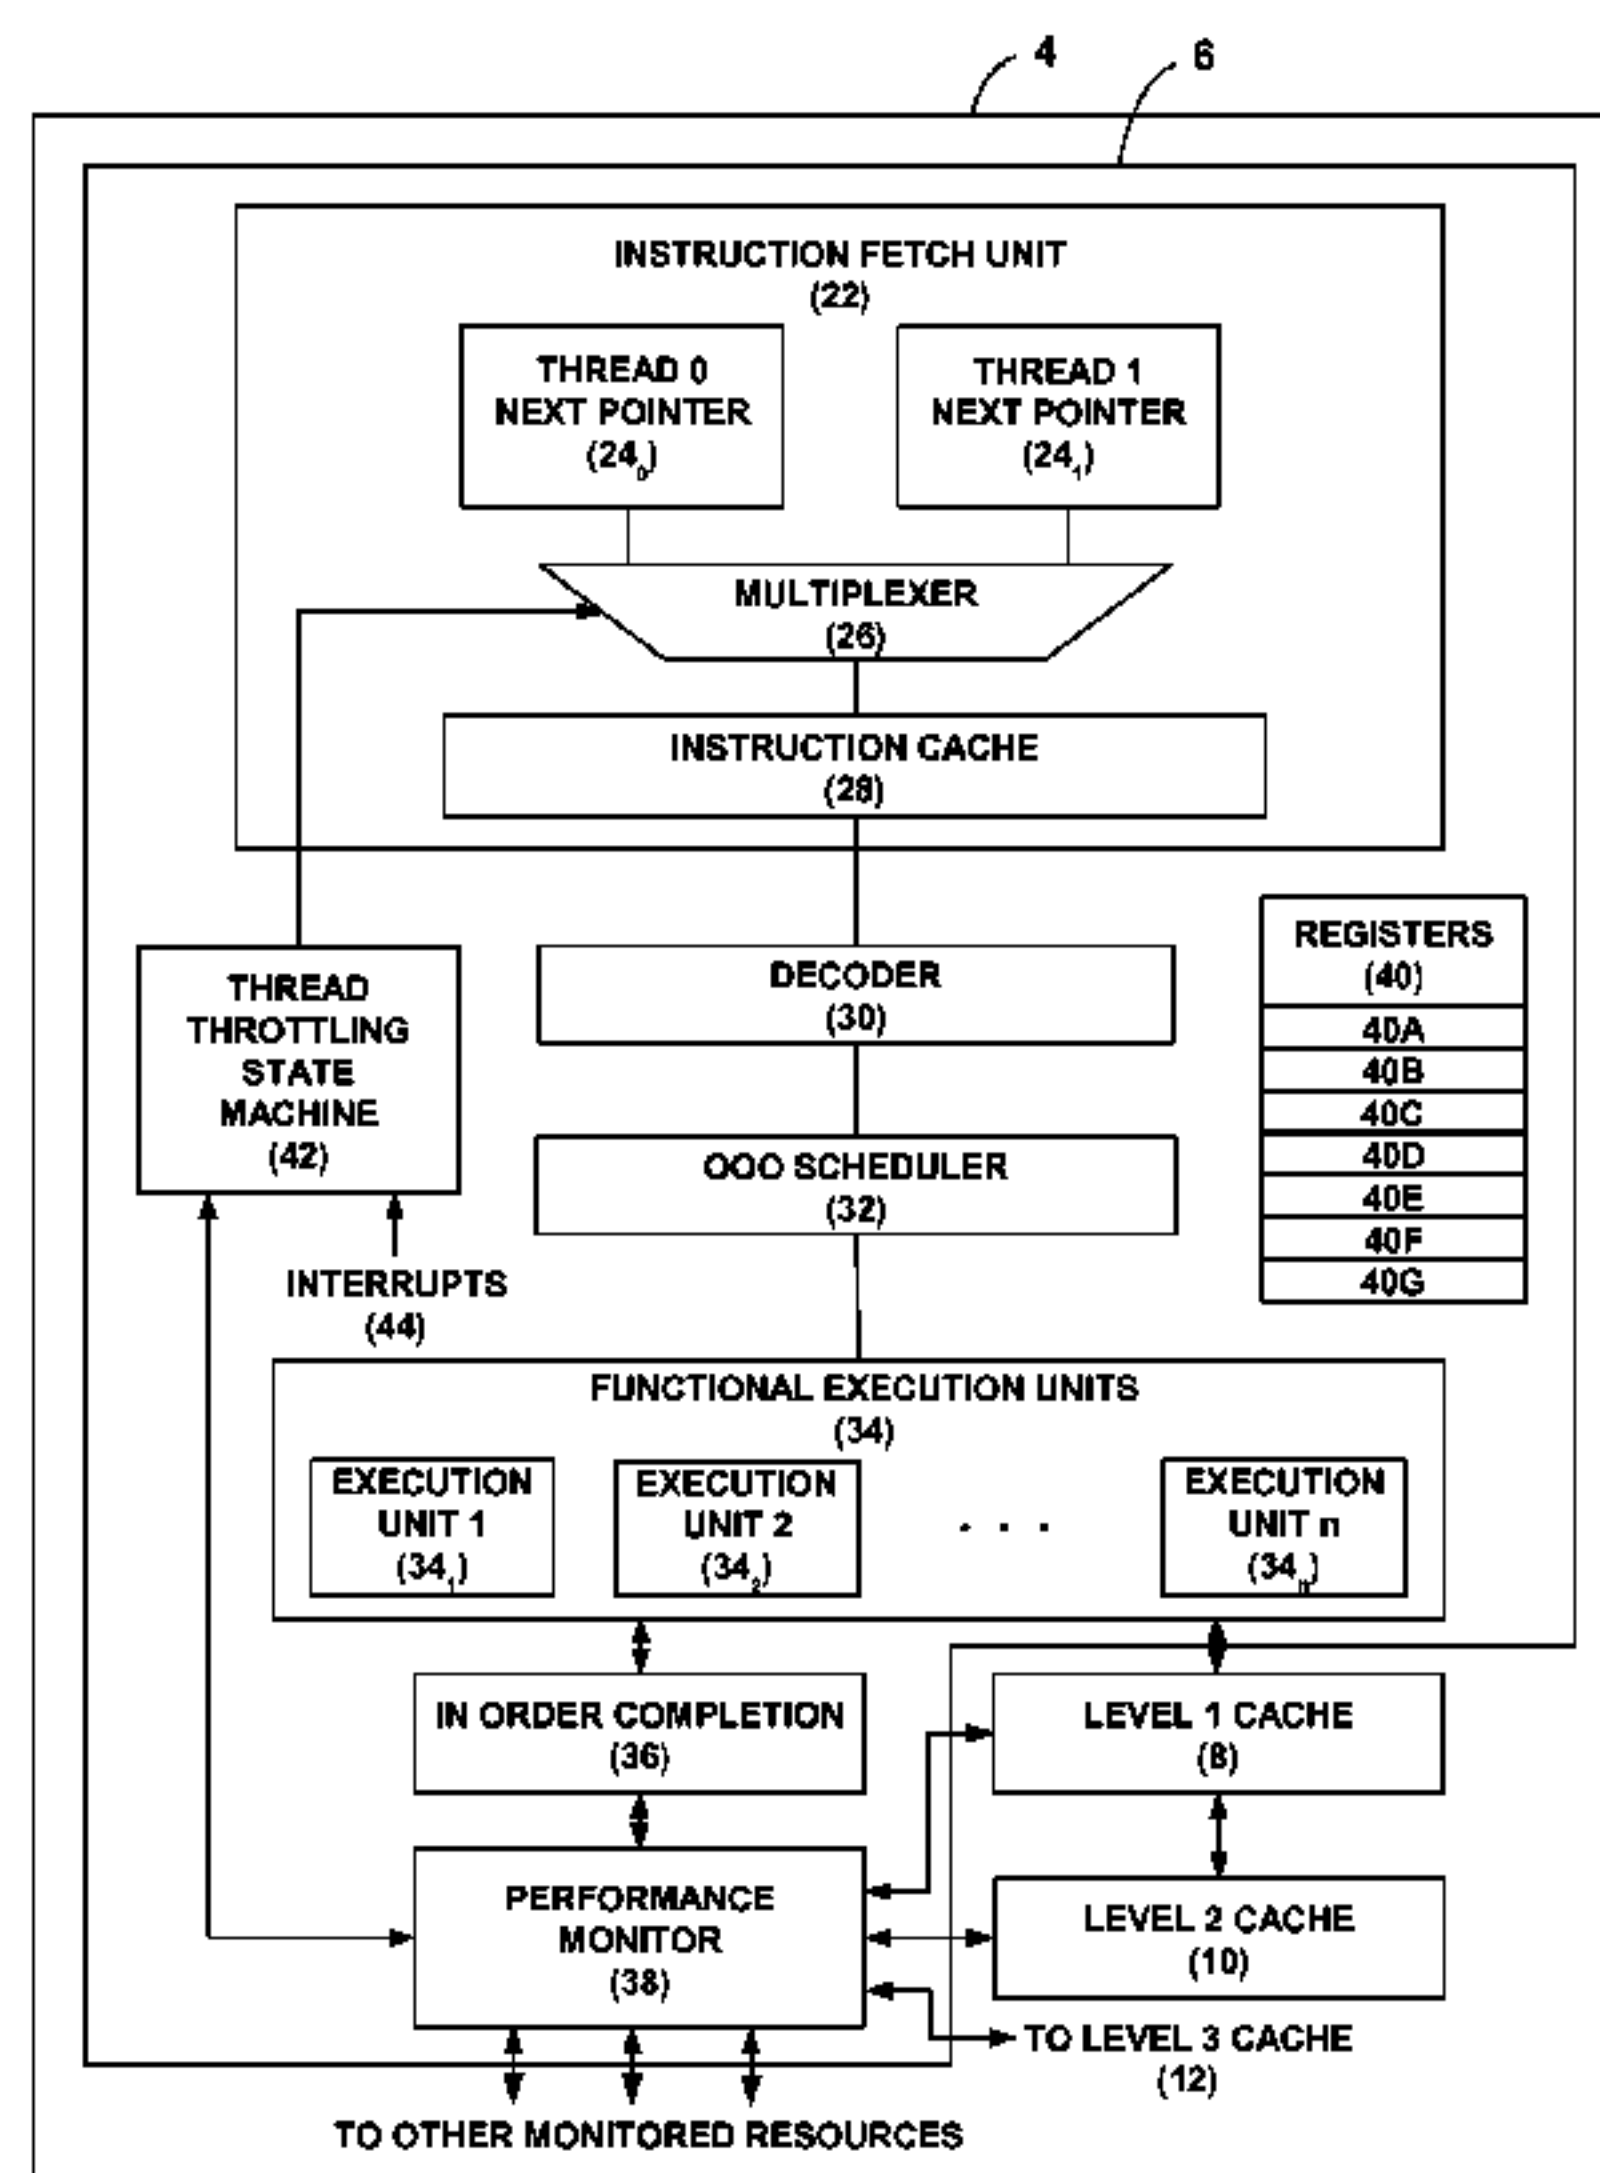 4
6
INSTRUCTION FETCH UNIT
(22)
THREAD 0
NEXT POINTER
(24₀)
THREAD 1
NEXT POINTER
(24₁)
MULTIPLEXER
(26)
INSTRUCTION CACHE
(28)
THREAD
THROTTLING
STATE
MACHINE
(42)
INTERRUPTS
(44)
DECODER
(30)
OOO SCHEDULER
(32)
REGISTERS
(40)
40A
40B
40C
40D
40E
40F
40G
FUNCTIONAL EXECUTION UNITS
(34)
EXECUTION
UNIT 1
(34₁)
EXECUTION
UNIT 2
(34₂)
. . .
EXECUTION
UNIT n
(34ₙ)
IN ORDER COMPLETION
(36)
LEVEL 1 CACHE
(8)
PERFORMANCE
MONITOR
(38)
LEVEL 2 CACHE
(10)
TO LEVEL 3 CACHE
(12)
TO OTHER MONITORED RESOURCES